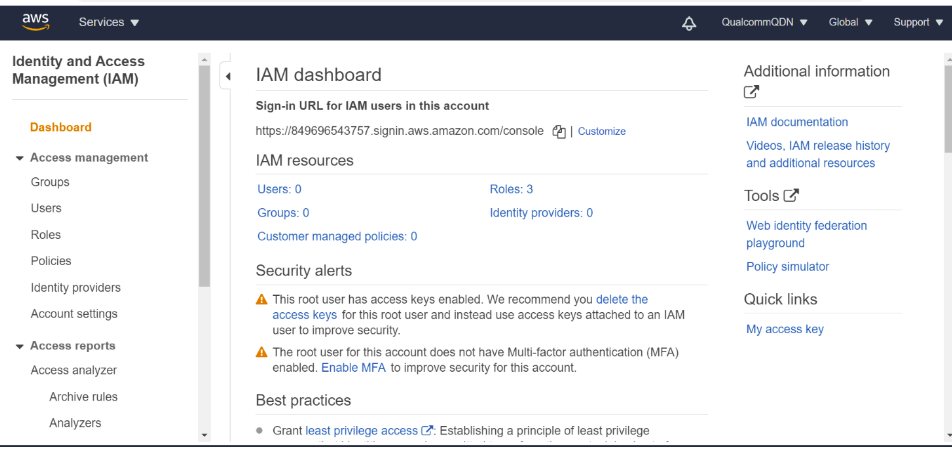 aws Services QualcommQDN Global Support
Identity and Access
Management (IAM)
Dashboard
Access management
Groups
Users
Roles
Policies
Identity providers
Account settings
Access reports
Access analyzer
Archive rules
Analyzers
IAM dashboard
Sign-in URL for IAM users in this account
https://849696543757.signin.aws.amazon.com/console | Customize
IAM resources
Users: 0 Roles: 3
Groups: 0 Identity providers: 0
Customer managed policies: 0
Security alerts
This root user has access keys enabled. We recommend you delete the
access keys for this root user and instead use access keys attached to an IAM
user to improve security.
The root user for this account does not have Multi-factor authentication (MFA)
enabled. Enable MFA to improve security for this account.
Best practices
Grant least privilege access : Establishing a principle of least privilege
Additional information
IAM documentation
Videos, IAM release history
and additional resources
Tools
Web identity federation
playground
Policy simulator
Quick links
My access key